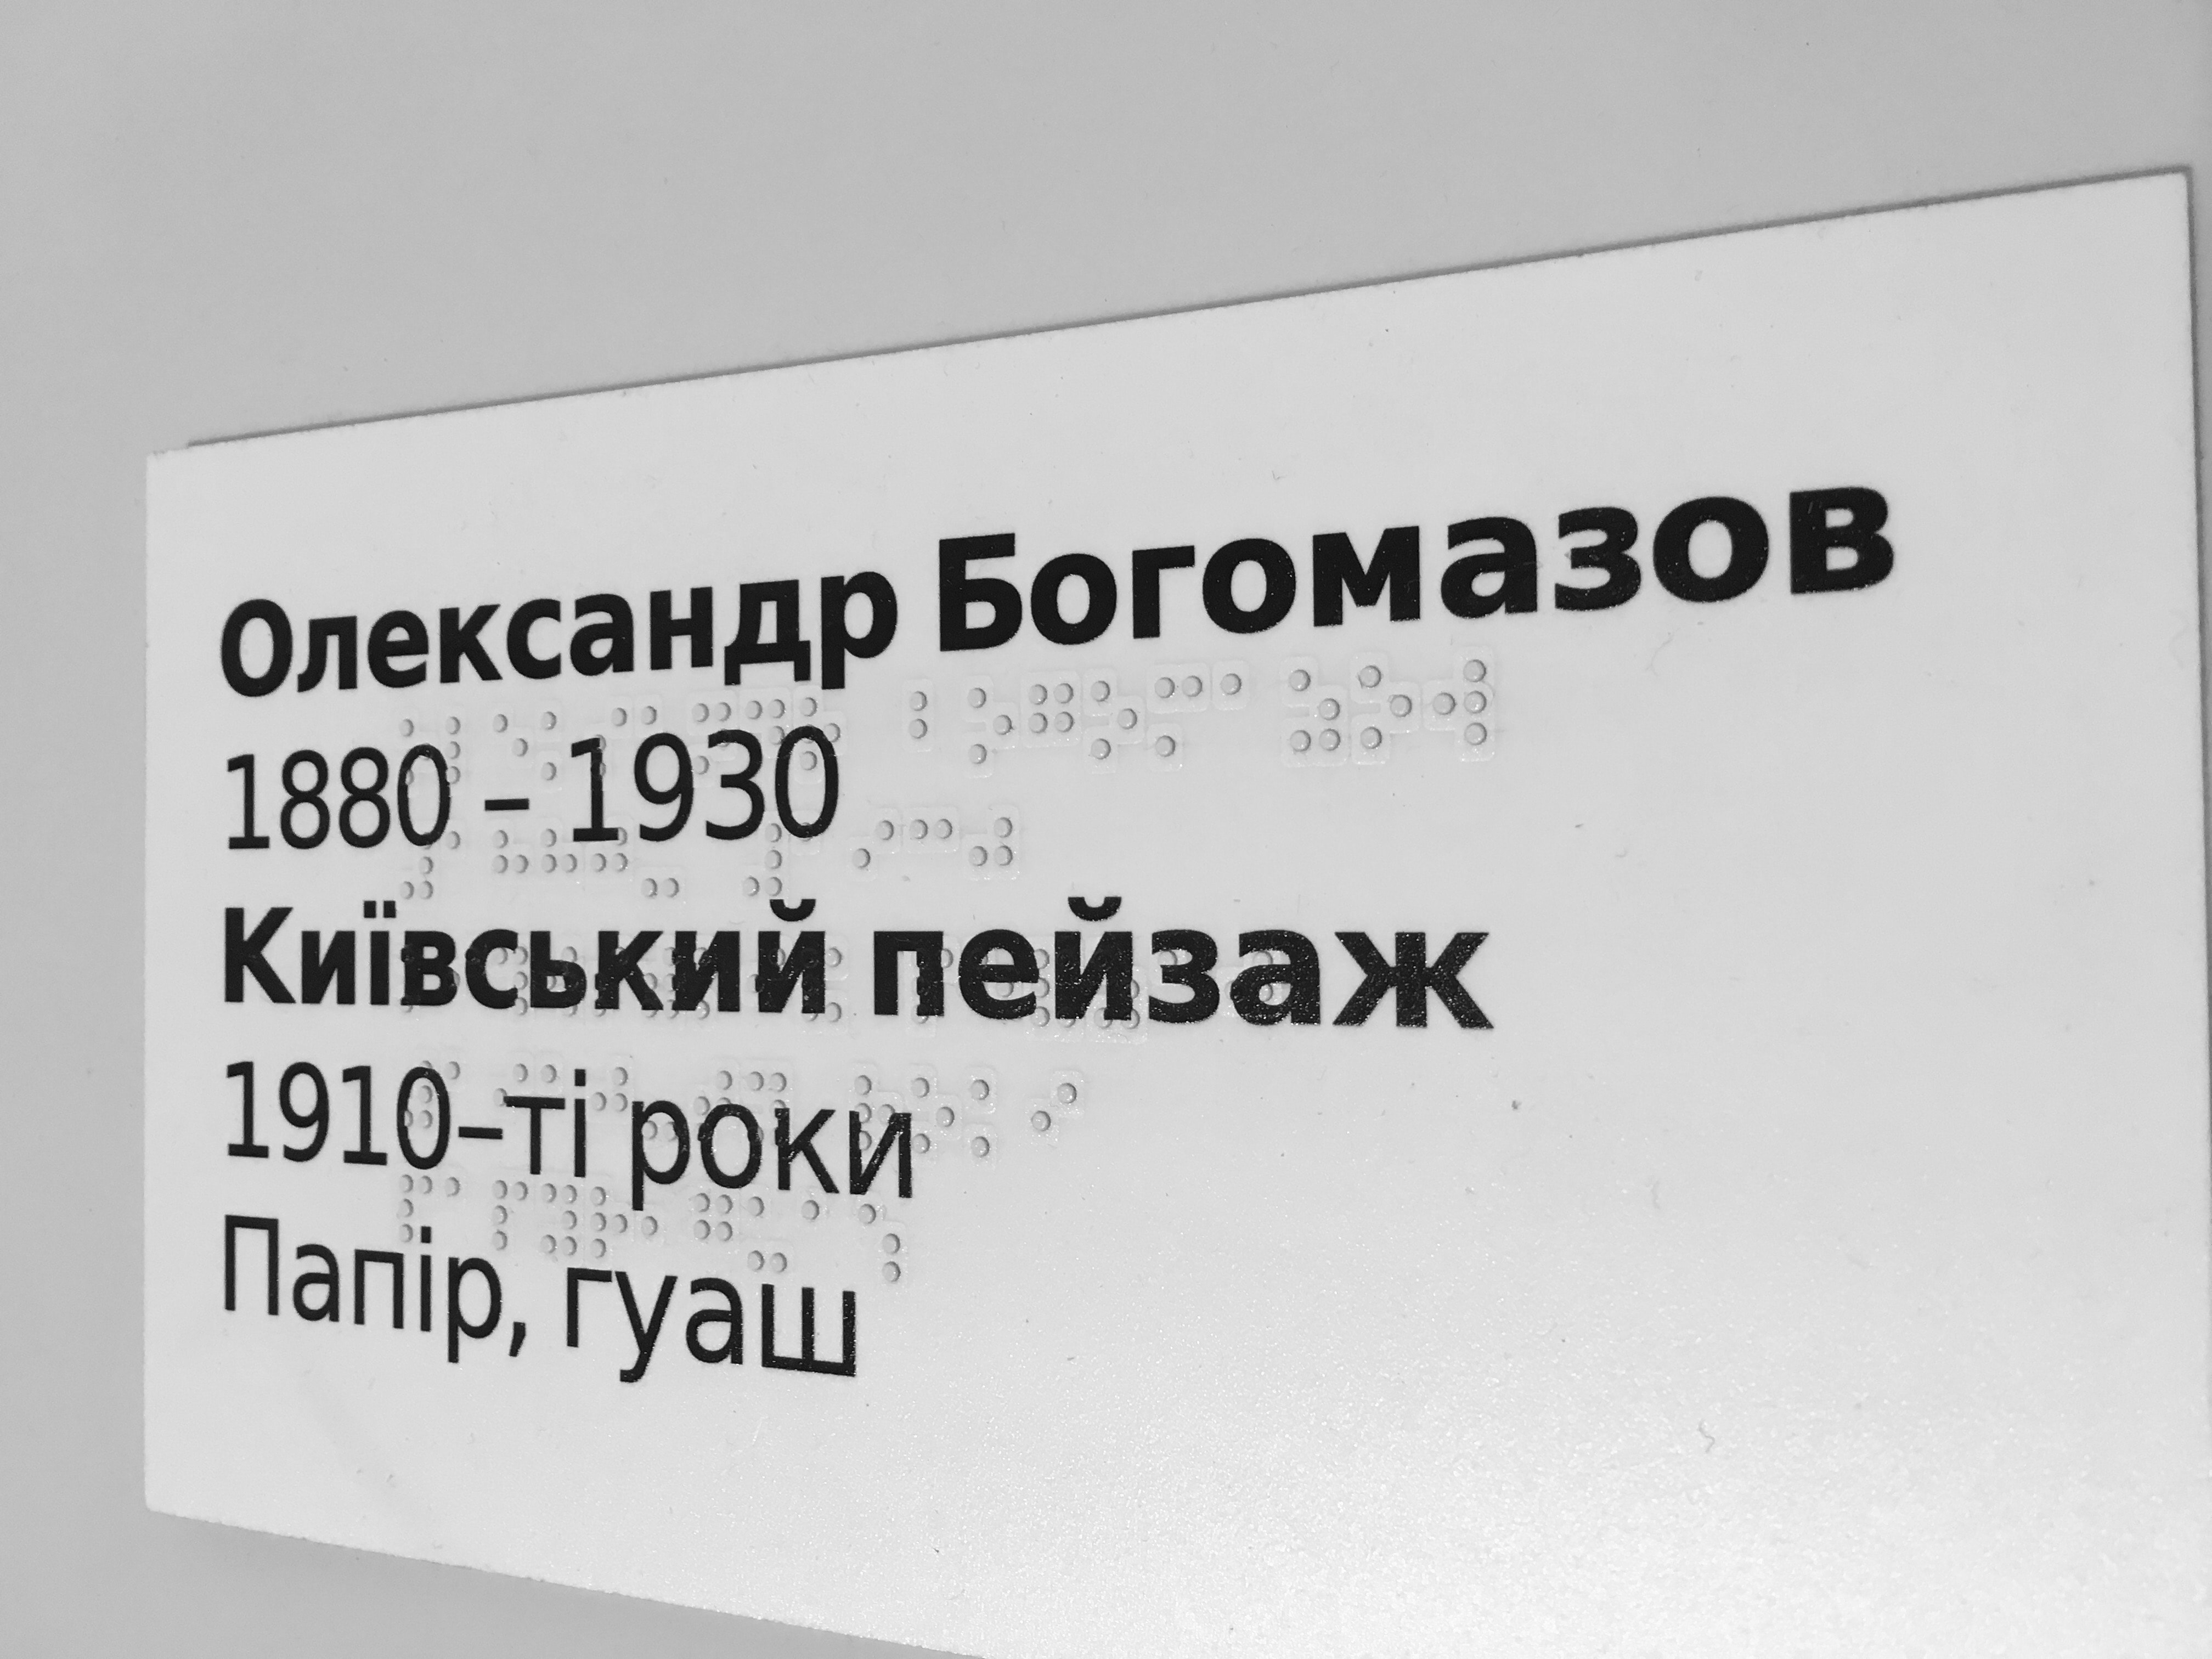 Олександр Богомазов
1880 – 1930
Київський пейзаж
1910–ті роки
Папір, гуаш